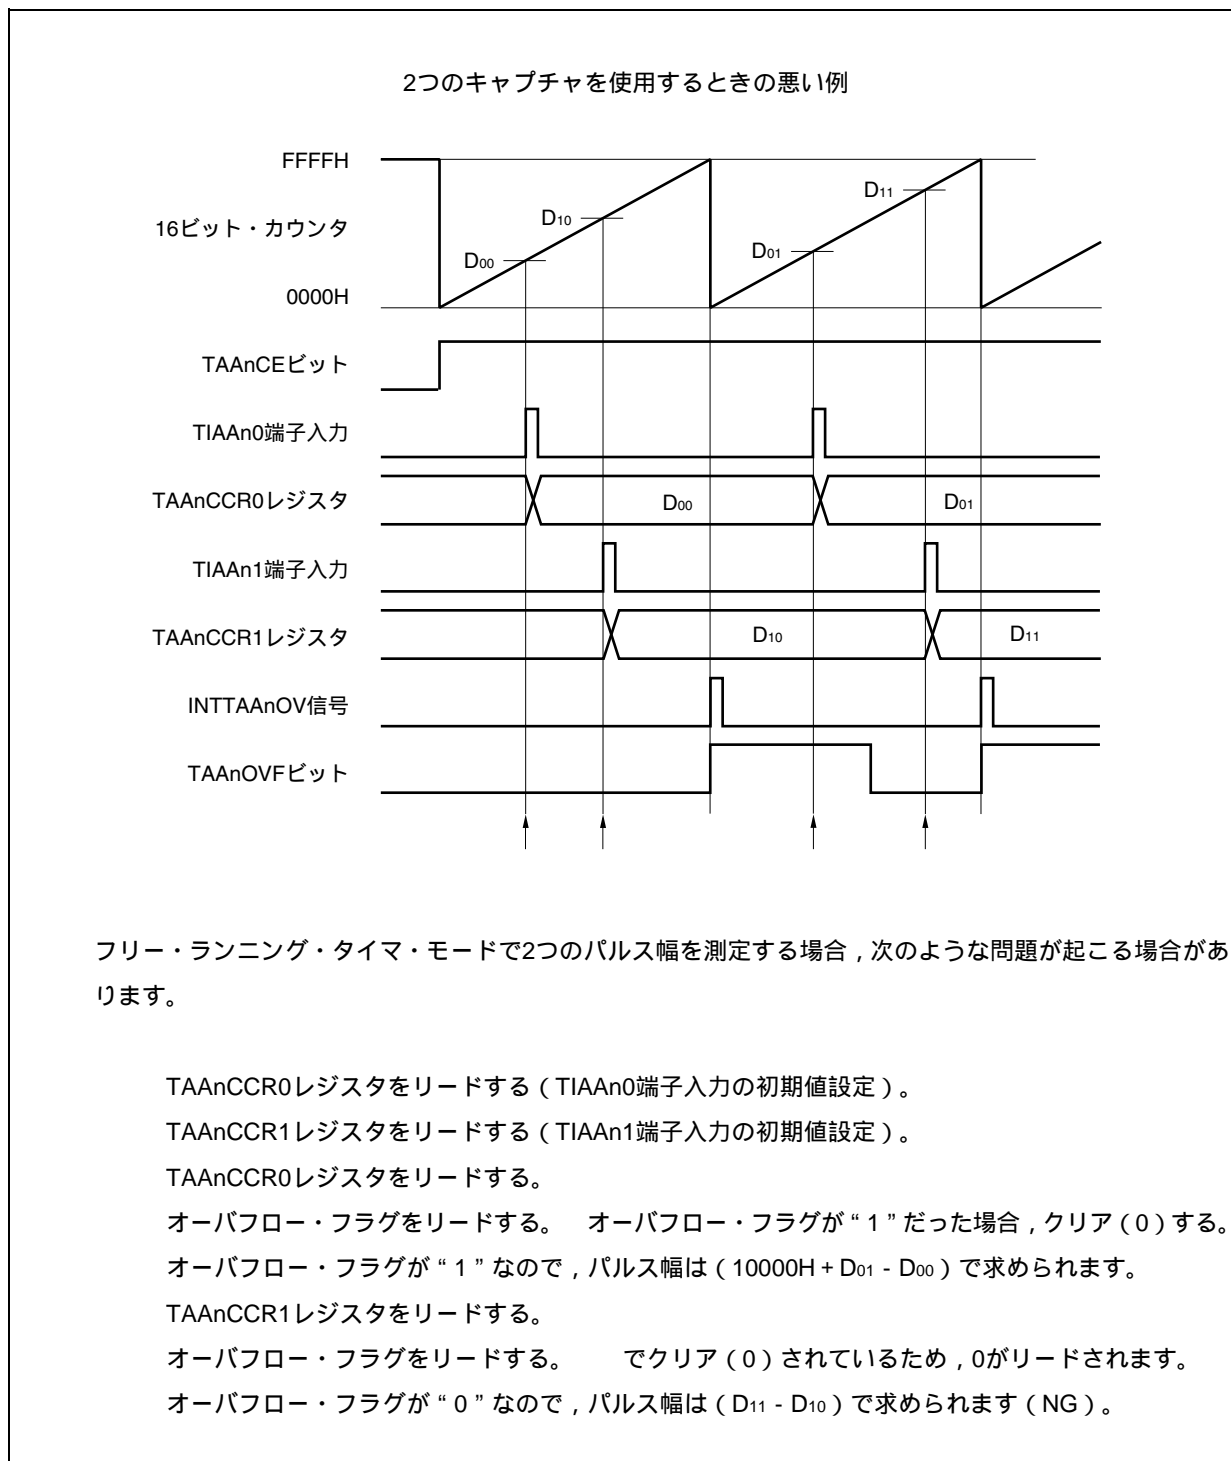 2つのキャプチャを使用するときの悪い例
FFFFH
16ビット・カウンタ
0000H
D00
D10
D01
D11
TAAnCEビット
TIAAn0端子入力
TAAnCCR0レジスタ
D00
D01
TIAAn1端子入力
TAAnCCR1レジスタ
D10
D11
INTTAAnOV信号
TAAnOVFビット
フリー・ランニング・タイマ・モードで2つのパルス幅を測定する場合，次のような問題が起こる場合があ
ります。
TAAnCCR0レジスタをリードする（TIAAn0端子入力の初期値設定）。
TAAnCCR1レジスタをリードする（TIAAn1端子入力の初期値設定）。
TAAnCCR0レジスタをリードする。
オーバフロー・フラグをリードする。　オーバフロー・フラグが“1”だった場合，クリア（0）する。
オーバフロー・フラグが“1”なので，パルス幅は（10000H + D01 - D00）で求められます。
TAAnCCR1レジスタをリードする。
オーバフロー・フラグをリードする。　　でクリア（0）されているため，0がリードされます。
オーバフロー・フラグが“0”なので，パルス幅は（D11 - D10）で求められます（NG）。